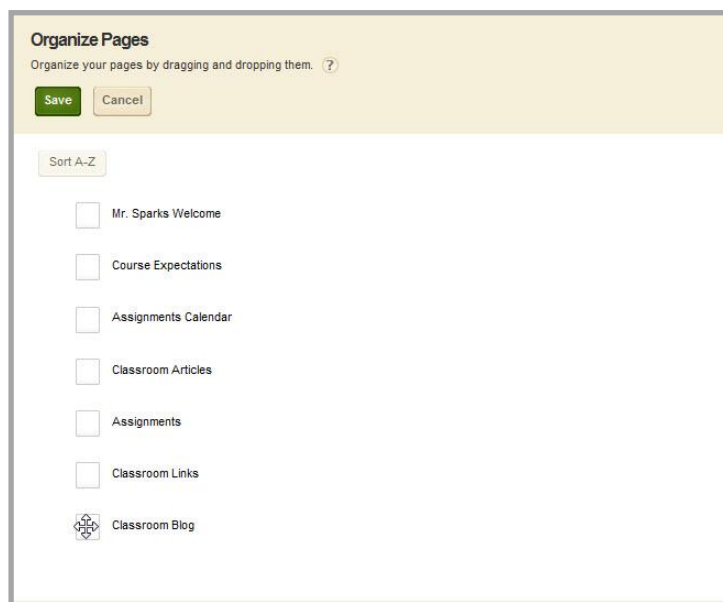 Organize Pages
Organize your pages by dragging and dropping them. ?
Save Cancel
Sort A-Z
Mr. Sparks Welcome
Course Expectations
Assignments Calendar
Classroom Articles
Assignments
Classroom Links
Classroom Blog